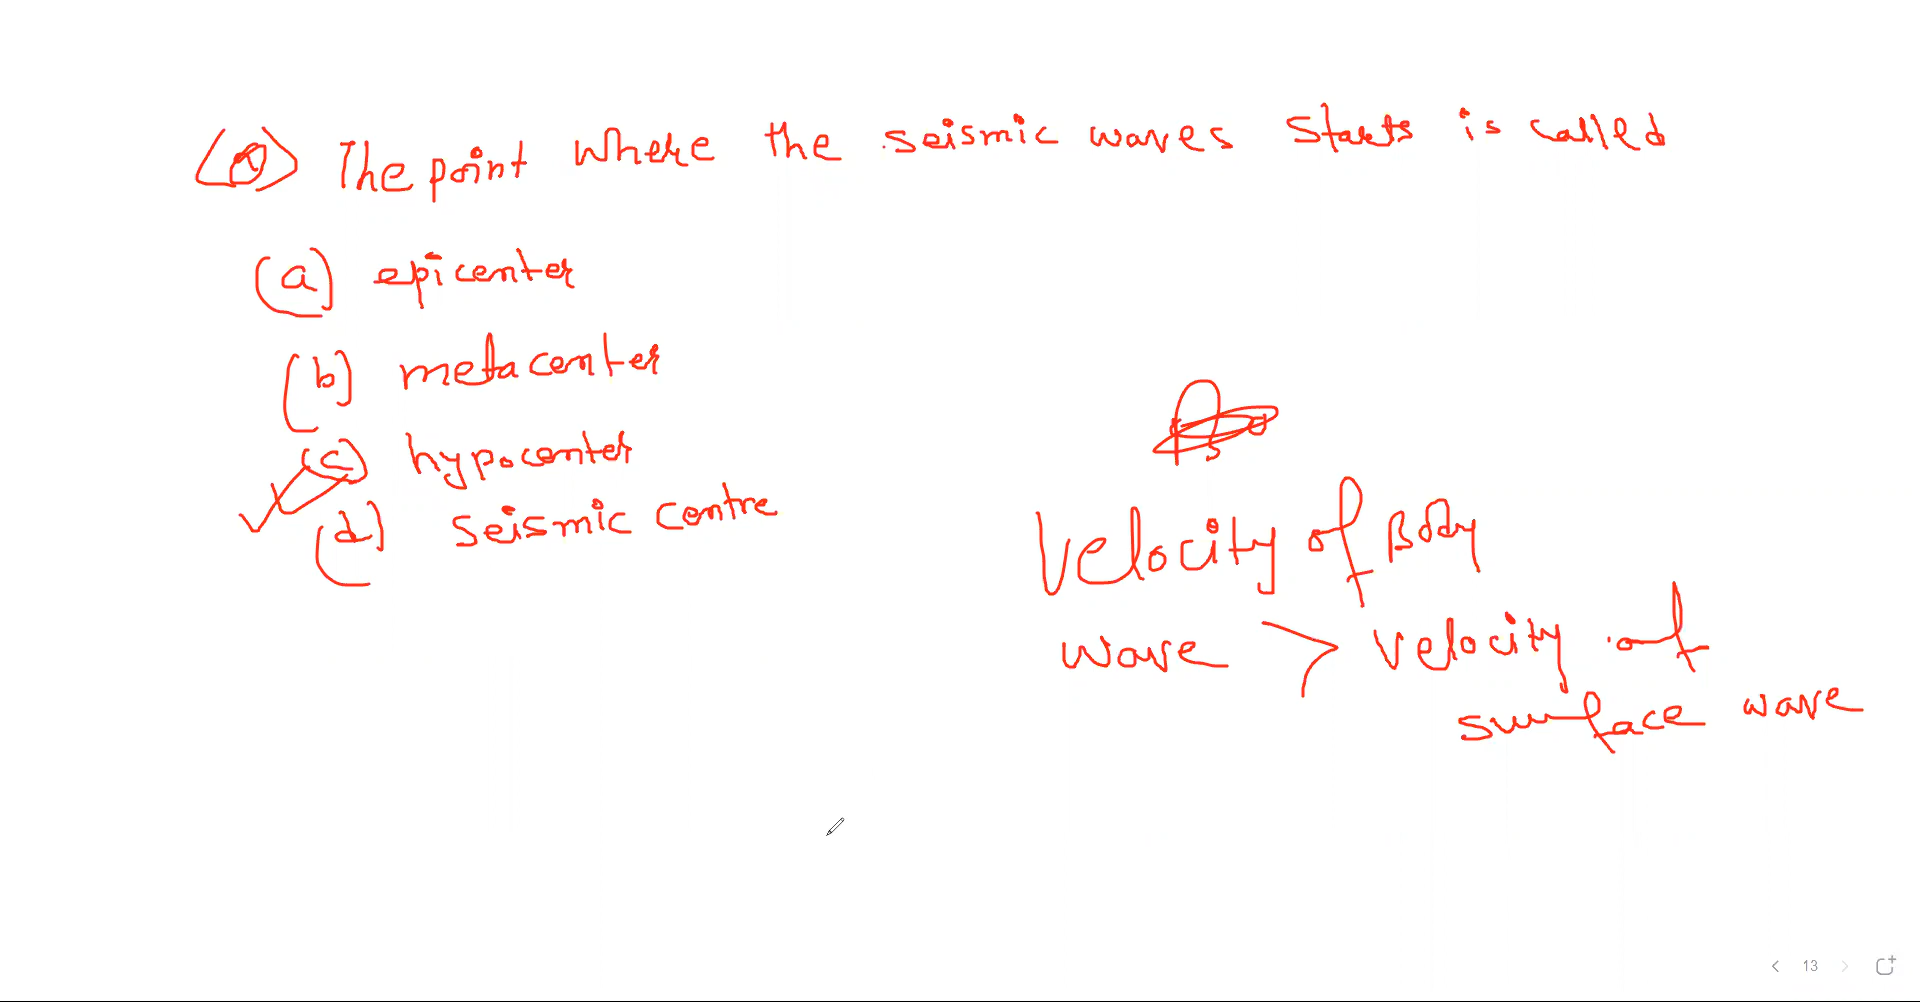 (Q) The point where the seismic waves starts is called
(a) epicenter
(b) metacenter
(c) hypocenter
(d) seismic centre
Velocity of Body
wave > velocity of
surface wave
13